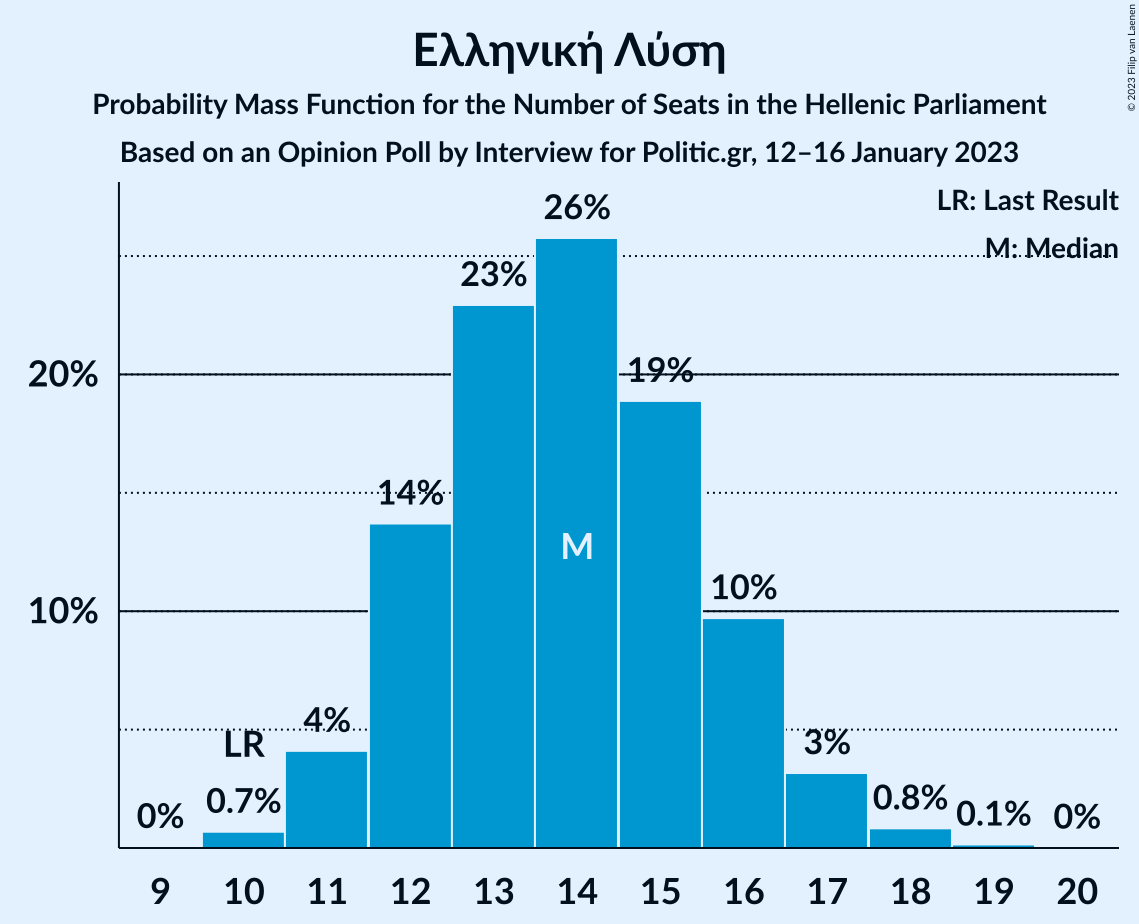 Ελληνική Λύση
Probability Mass Function for the Number of Seats in the Hellenic Parliament
Based on an Opinion Poll by Interview for Politic.gr, 12–16 January 2023
© 2023 Filip van Laenen
LR: Last Result
M: Median
20%
10%
0%
0.7%
LR
4%
14%
23%
26%
M
19%
10%
3%
0.8%
0.1%
0%
9 10 11 12 13 14 15 16 17 18 19 20